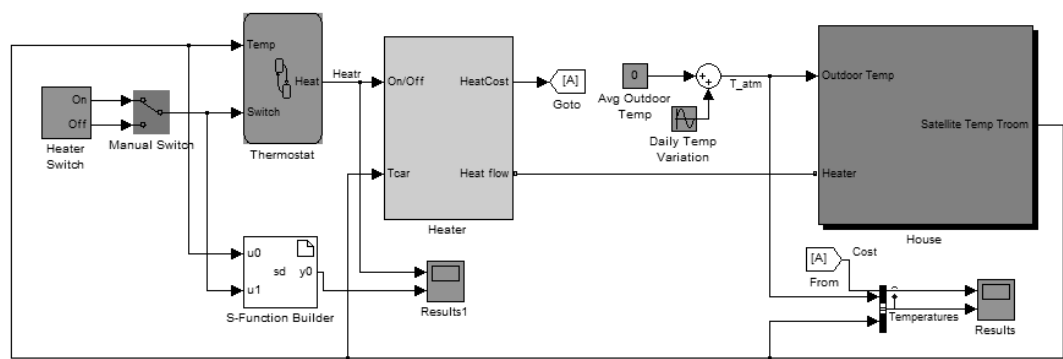 Temp
Heat
Switch
Thermostat
Heatr
On
Off
Heater
Switch
Manual Switch
On/Off
HeatCost
Tcar
Heat flow
Heater
[A]
Goto
0
Avg Outdoor
Temp
T_atm
Daily Temp
Variation
Outdoor Temp
Satellite Temp Troom
Heater
House
u0
sd y0
u1
S-Function Builder
Results1
[A]
From
Cost
Temperatures
Results